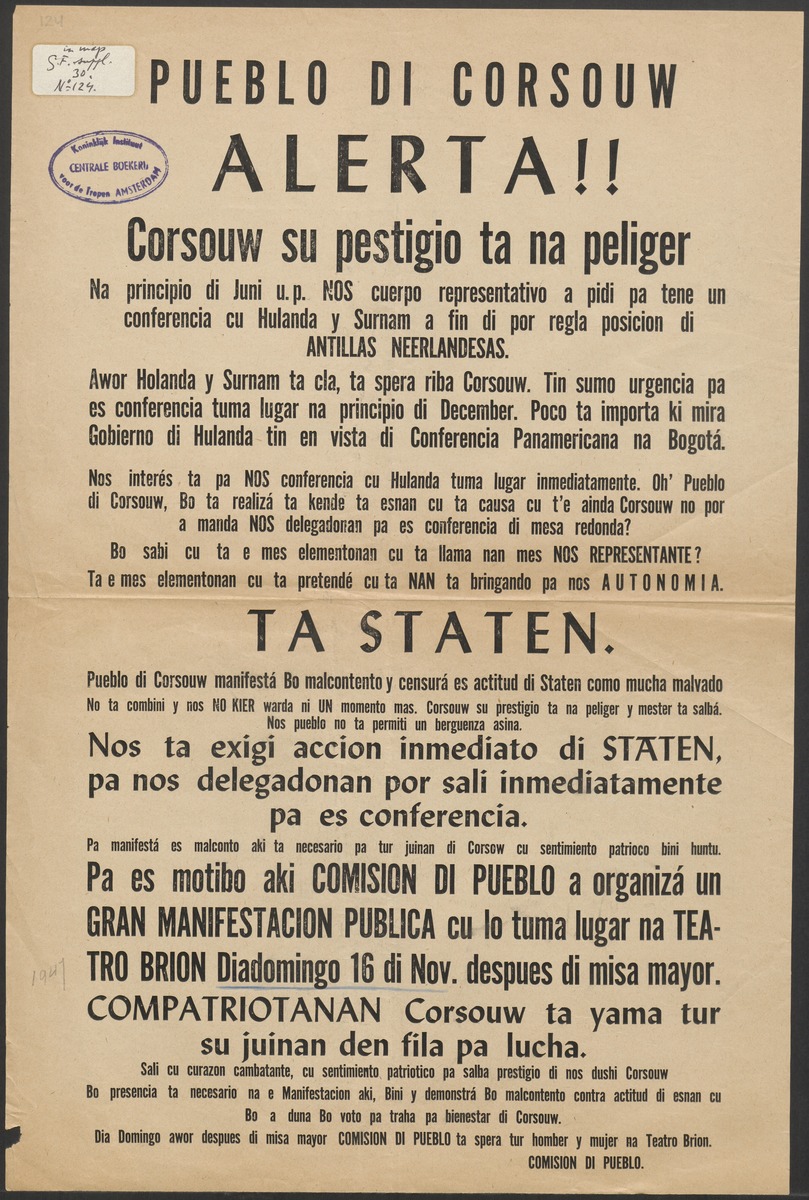 124
in map
S.F. suppl.
30.
No 124.
PUEBLO DI CORSOUW
Koninklijk Instituut
CENTRALE BOEKERIJ
voor de Tropen AMSTERDAM
ALERTA!!
Corsouw su pestigio ta na peliger
Na principio di Juni u.p. NOS cuerpo representativo a pidi pa tene un
conferencia cu Hulanda y Surnam a fin di por regla posicion di
ANTILLAS NEERLANDESAS.
Awor Holanda y Surnam ta cla, ta spera riba Corsouw. Tin sumo urgencia pa
es conferencia tuma lugar na principio di December. Poco ta importa ki mira
Gobierno di Hulanda tin en vista di Conferencia Panamericana na Bogotá.
Nos interés ta pa NOS conferencia cu Hulanda tuma lugar inmediatamente. Oh' Pueblo
di Corsouw, Bo ta realizá ta kende ta esnan cu ta causa cu t'e ainda Corsouw no por
a manda NOS delegadonan pa es conferencia di mesa redonda?
Bo sabi cu ta e mes elementonan cu ta llama nan mes NOS REPRESENTANTE?
Ta e mes elementonan cu ta pretendé cu ta NAN ta bringando pa nos AUTONOMIA.
TA STATEN.
Pueblo di Corsouw manifestá Bo malcontento y censurá es actitud di Staten como mucha malvado
No ta combini y nos NO KIER warda ni UN momento mas. Corsouw su prestigio ta na peliger y mester ta salbá.
Nos pueblo no ta permiti un berguenza asina.
Nos ta exigi accion inmediato di STATEN,
pa nos delegadonan por sali inmediatamente
pa es conferencia.
Pa manifestá es malconto aki ta necesario pa tur juinan di Corsow cu sentimiento patrioco bini huntu.
Pa es motibo aki COMISION DI PUEBLO a organizá un
GRAN MANIFESTACION PUBLICA cu lo tuma lugar na TEA-
TRO BRION Diadomingo 16 di Nov. despues di misa mayor.
1947
COMPATRIOTANAN Corsouw ta yama tur
su juinan den fila pa lucha.
Sali cu curazon cambatante, cu sentimiento patriotico pa salba prestigio di nos dushi Corsouw
Bo presencia ta necesario na e Manifestacion aki, Bini y demonstrá Bo malcontento contra actitud di esnan cu
Bo a duna Bo voto pa traha pa bienestar di Corsouw.
Dia Domingo awor despues di misa mayor COMISION DI PUEBLO ta spera tur homber y mujer na Teatro Brion.
COMISION DI PUEBLO.